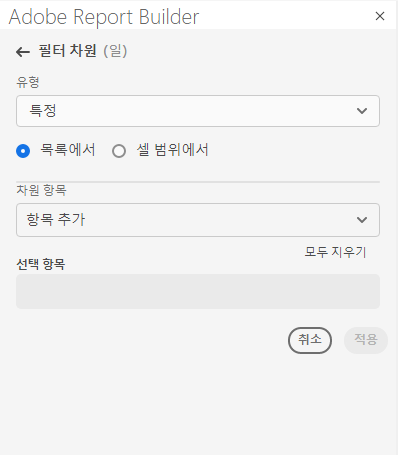 Adobe Report Builder
필터 차원 (일)
유형
특정
목록에서 셀 범위에서
차원 항목
항목 추가
모두 지우기
선택 항목
취소 적용